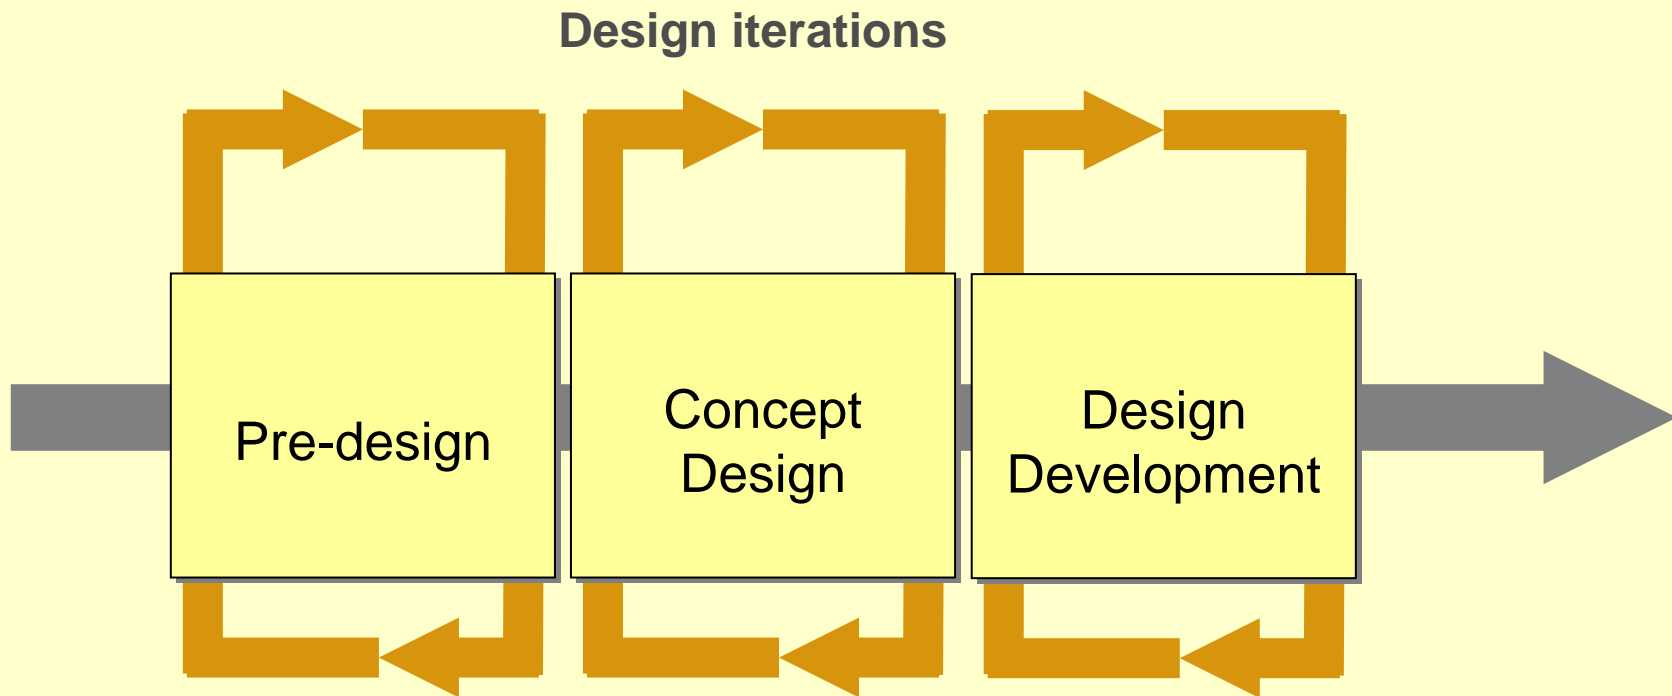 Design iterations
Pre-design
Concept
Design
Design
Development